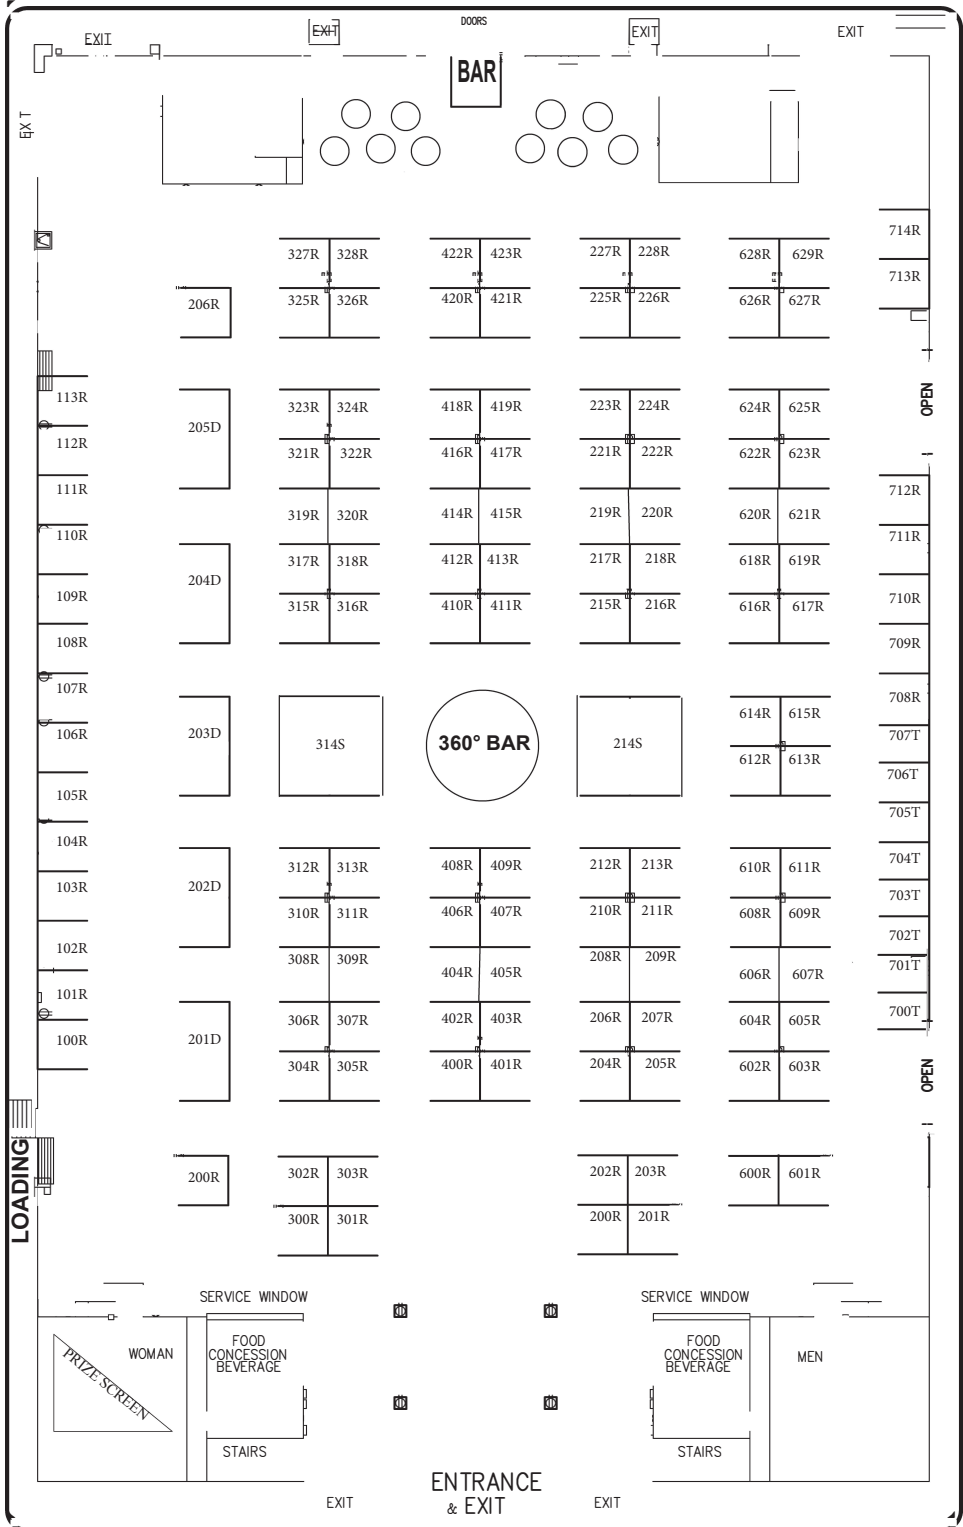 DOORS
EXIT
EXIT
EXIT
EXIT
BAR
EX T
714R
327R 328R
422R 423R
227R 228R
628R 629R
713R
206R
325R 326R
420R 421R
225R 226R
626R 627R
OPEN
113R
205D
323R 324R
418R 419R
223R 224R
624R 625R
112R
321R 322R
416R 417R
221R 222R
622R 623R
111R
712R
319R 320R
414R 415R
219R 220R
620R 621R
110R
711R
204D
317R 318R
412R 413R
217R 218R
618R 619R
109R
315R 316R
410R 411R
215R 216R
616R 617R
710R
108R
709R
107R
708R
106R
203D
314S
360° BAR
214S
614R 615R
707T
612R 613R
706T
105R
705T
104R
704T
202D
312R 313R
408R 409R
212R 213R
610R 611R
103R
703T
310R 311R
406R 407R
210R 211R
608R 609R
102R
702T
308R 309R
404R 405R
208R 209R
606R 607R
701T
101R
700T
100R
201D
306R 307R
402R 403R
206R 207R
604R 605R
304R 305R
400R 401R
204R 205R
602R 603R
OPEN
LOADING
200R
302R 303R
202R 203R
600R 601R
300R 301R
200R 201R
SERVICE WINDOW
SERVICE WINDOW
WOMAN
PRIZE SCREEN
FOOD
CONCESSION
BEVERAGE
FOOD
CONCESSION
BEVERAGE
MEN
STAIRS
STAIRS
ENTRANCE
& EXIT
EXIT
EXIT